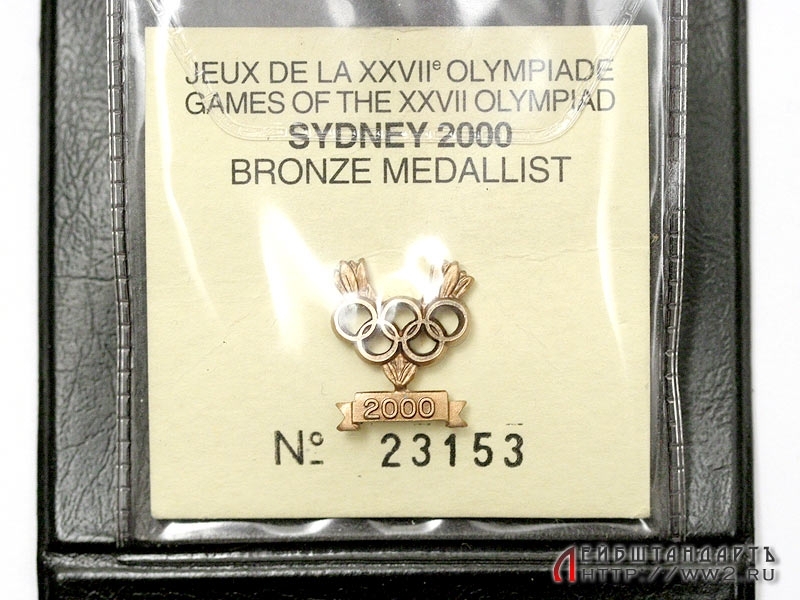 JEUX DE LA XXVIIe OLYMPIADE
GAMES OF THE XXVII OLYMPIAD
SYDNEY 2000
BRONZE MEDALLIST
2000
No 23153
ЛЕЙБШТАНДАРТЪ
HTTP://WW2.RU